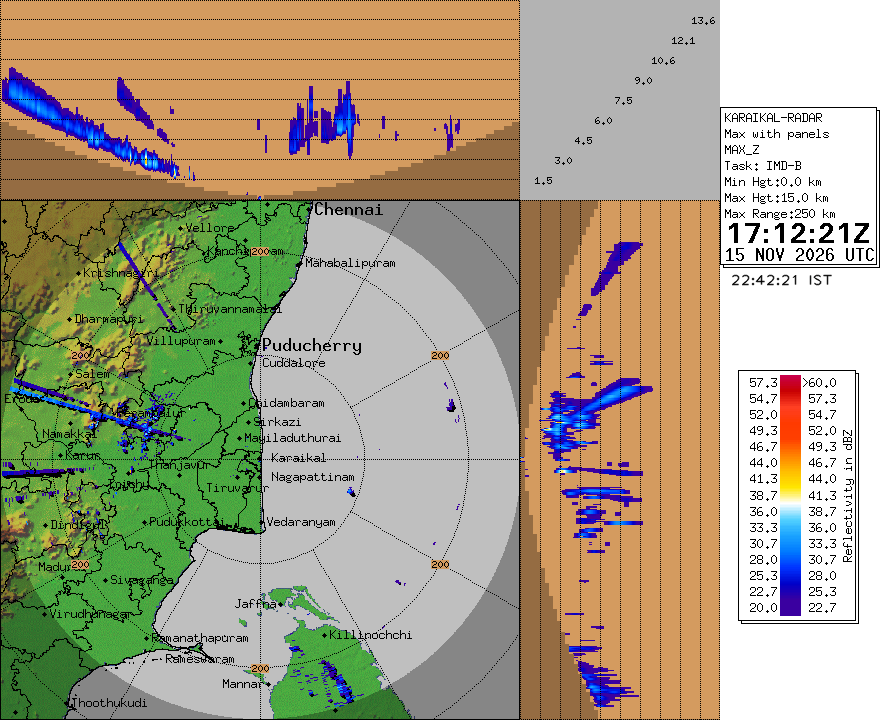 13.6
12.1
10.6
9.0
7.5
6.0
4.5
3.0
1.5
KARAIKAL-RADAR
Max with panels
MAX_Z
Task: IMD-B
Min Hgt:0.0 km
Max Hgt:15.0 km
Max Range:250 km
17:12:21Z
15 NOV 2026 UTC
22:42:21 IST
57.3 >60.0
54.7 57.3
52.0 54.7
49.3 52.0
46.7 49.3
44.0 46.7
41.3 44.0
38.7 41.3
36.0 38.7
33.3 36.0
30.7 33.3
28.0 30.7
25.3 28.0
22.7 25.3
20.0 22.7
Reflectivity in dBZ
Chennai
Vellore
200
Mahabalipuram
Krishnagiri
Thiruvannamalai
Dharmapuri
Villupuram
Puducherry
200
200
Cuddalore
Salem
Chidambaram
Sirkazi
Namakkal
Mayiladuthurai
Karur
Karaikal
Thanjavur
Nagapattinam
Tiruvarur
Dindigul
Pudukkottai
Vedaranyam
200
200
Sivaganga
Jaffna
Virudhunagar
Killinochchi
Ramanathapuram
Rameswaram
200
Mannar
Thoothukudi